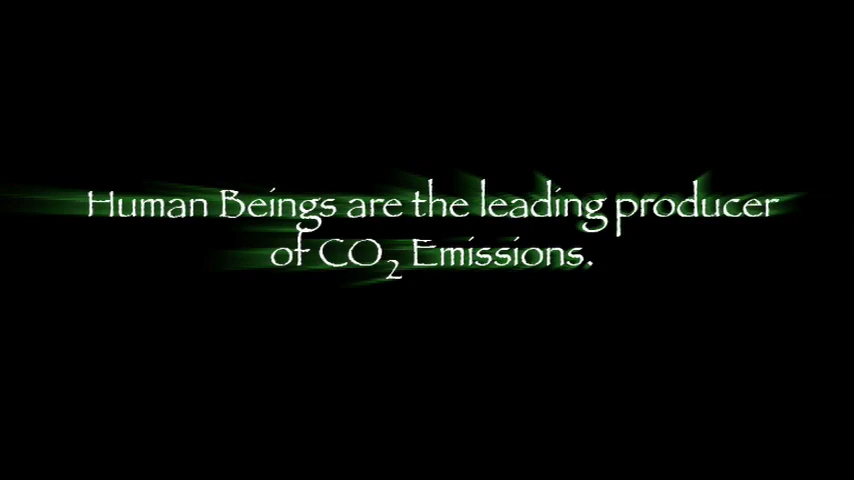 Human Beings are the leading producer
of CO₂ Emissions.